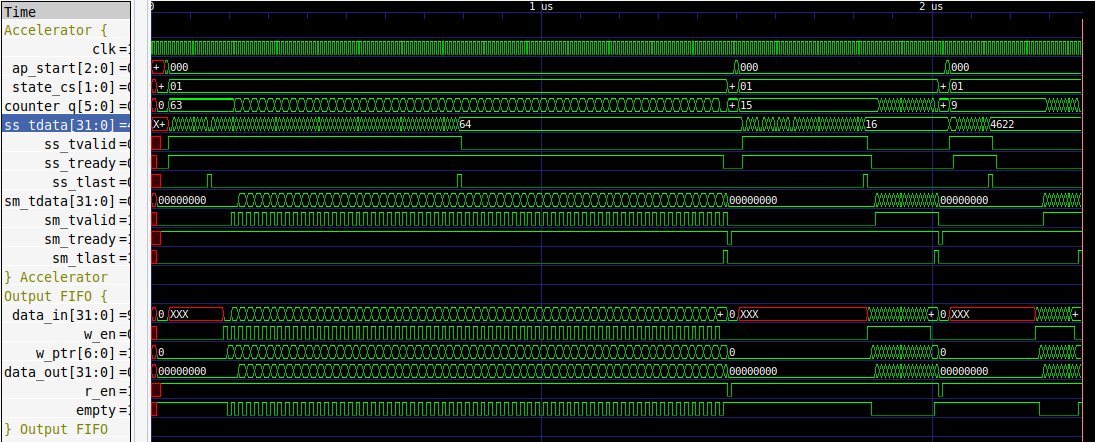 Time 0 1 us 2 us
Accelerator {
clk =1
ap_start[2:0] =0 + 000 000 000
state_cs[1:0] =0 + 01 + 01 + 01
counter_q[5:0] =0 0 63 + 15 + 9
ss_tdata[31:0] =4 X+ 64 16 4622
ss_tvalid =0
ss_tready =0
ss_tlast =0
sm_tdata[31:0] =0 00000000 00000000 00000000
sm_tvalid =1
sm_tready =1
sm_tlast =1
} Accelerator
Output FIFO {
data_in[31:0] =9 0 XXX + 0 XXX + 0 XXX +
w_en =0
w_ptr[6:0] =1 0 0 0
data_out[31:0] =0 00000000 00000000 00000000
r_en =1
empty =1
} Output FIFO